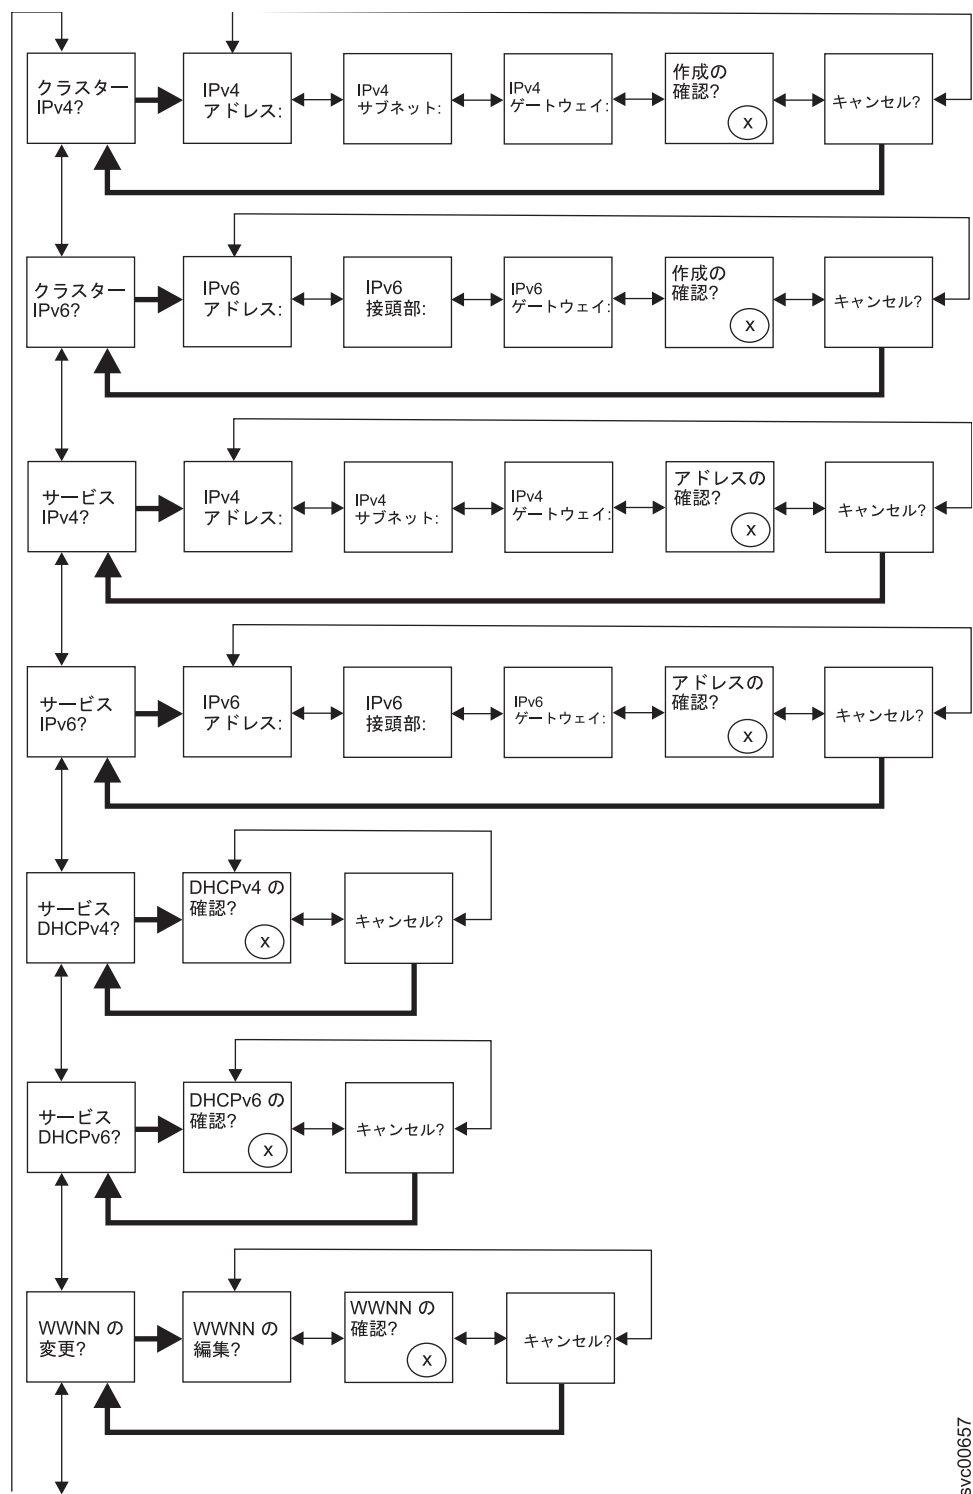 クラスター
IPv4?
IPv4
アドレス:
IPv4
サブネット:
IPv4
ゲートウェイ:
作成の
確認?
x
キャンセル?
クラスター
IPv6?
IPv6
アドレス:
IPv6
接頭部:
IPv6
ゲートウェイ:
作成の
確認?
x
キャンセル?
サービス
IPv4?
IPv4
アドレス:
IPv4
サブネット:
IPv4
ゲートウェイ:
アドレスの
確認?
x
キャンセル?
サービス
IPv6?
IPv6
アドレス:
IPv6
接頭部:
IPv6
ゲートウェイ:
アドレスの
確認?
x
キャンセル?
サービス
DHCPv4?
DHCPv4 の
確認?
x
キャンセル?
サービス
DHCPv6?
DHCPv6 の
確認?
x
キャンセル?
WWNN の
変更?
WWNN の
編集?
WWNN の
確認?
x
キャンセル?
svc00657